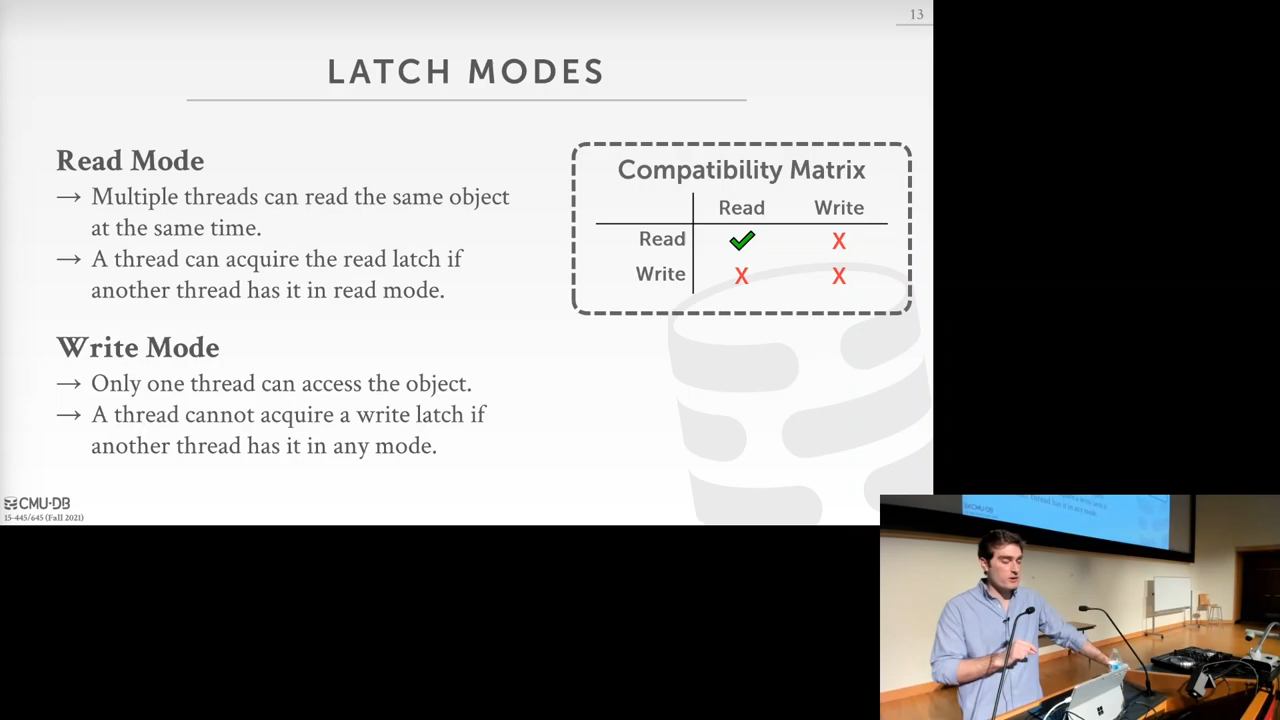 13
LATCH MODES
Read Mode
→ Multiple threads can read the same object
at the same time.
→ A thread can acquire the read latch if
another thread has it in read mode.
Write Mode
→ Only one thread can access the object.
→ A thread cannot acquire a write latch if
another thread has it in any mode.
Compatibility Matrix
Read Write
Read ✔ X
Write X X
CMU·DB
15-445/645 (Fall 2021)